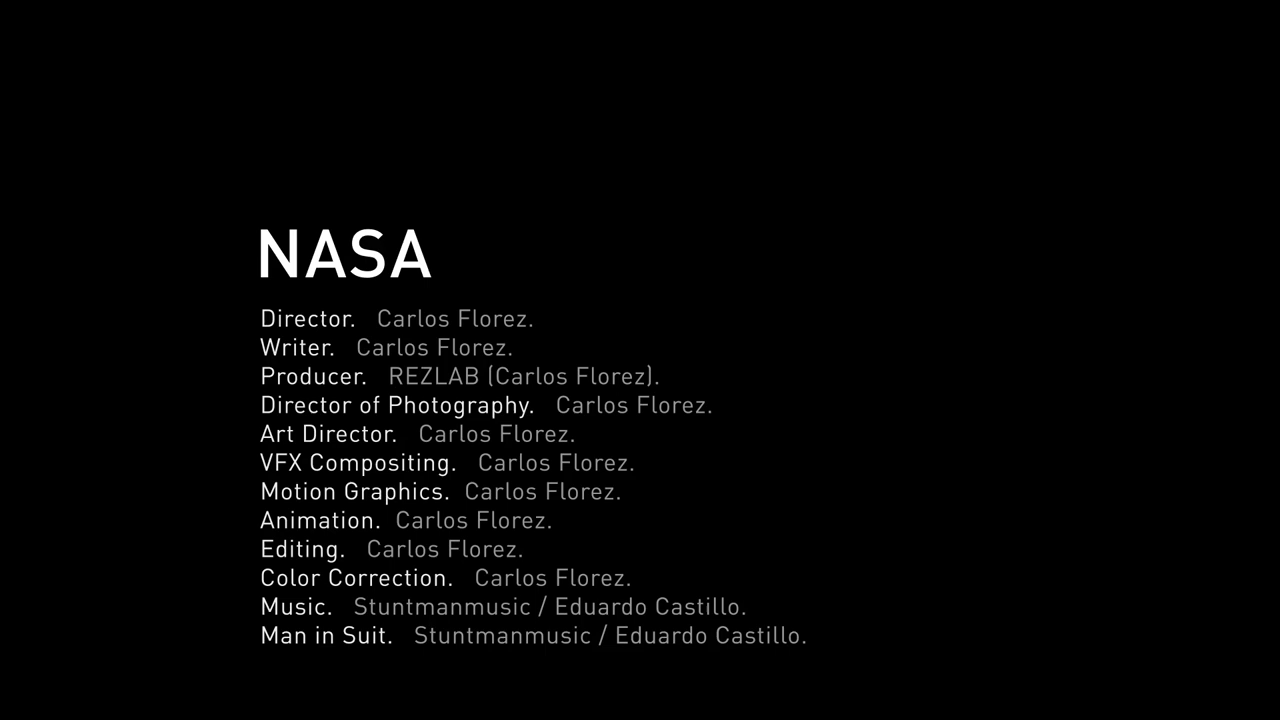 NASA
Director. Carlos Florez.
Writer. Carlos Florez.
Producer. REZLAB (Carlos Florez).
Director of Photography. Carlos Florez.
Art Director. Carlos Florez.
VFX Compositing. Carlos Florez.
Motion Graphics. Carlos Florez.
Animation. Carlos Florez.
Editing. Carlos Florez.
Color Correction. Carlos Florez.
Music. Stuntmanmusic / Eduardo Castillo.
Man in Suit. Stuntmanmusic / Eduardo Castillo.